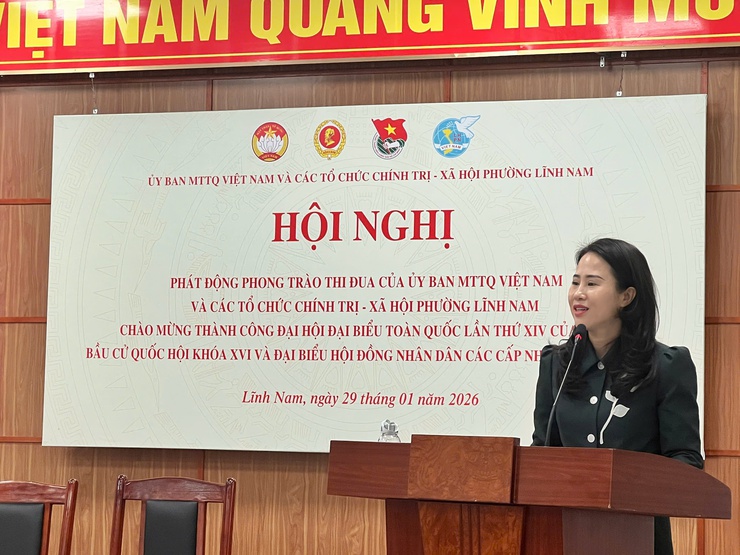 VIỆT NAM QUANG VINH MU
ỦY BAN MTTQ VIỆT NAM VÀ CÁC TỔ CHỨC CHÍNH TRỊ - XÃ HỘI PHƯỜNG LĨNH NAM
HỘI NGHỊ
PHÁT ĐỘNG PHONG TRÀO THI ĐUA CỦA ỦY BAN MTTQ VIỆT NAM
VÀ CÁC TỔ CHỨC CHÍNH TRỊ - XÃ HỘI PHƯỜNG LĨNH NAM
CHÀO MỪNG THÀNH CÔNG ĐẠI HỘI ĐẠI BIỂU TOÀN QUỐC LẦN THỨ XIV CỦ
BẦU CỬ QUỐC HỘI KHÓA XVI VÀ ĐẠI BIỂU HỘI ĐỒNG NHÂN DÂN CÁC CẤP NH
Lĩnh Nam, ngày 29 tháng 01 năm 2026